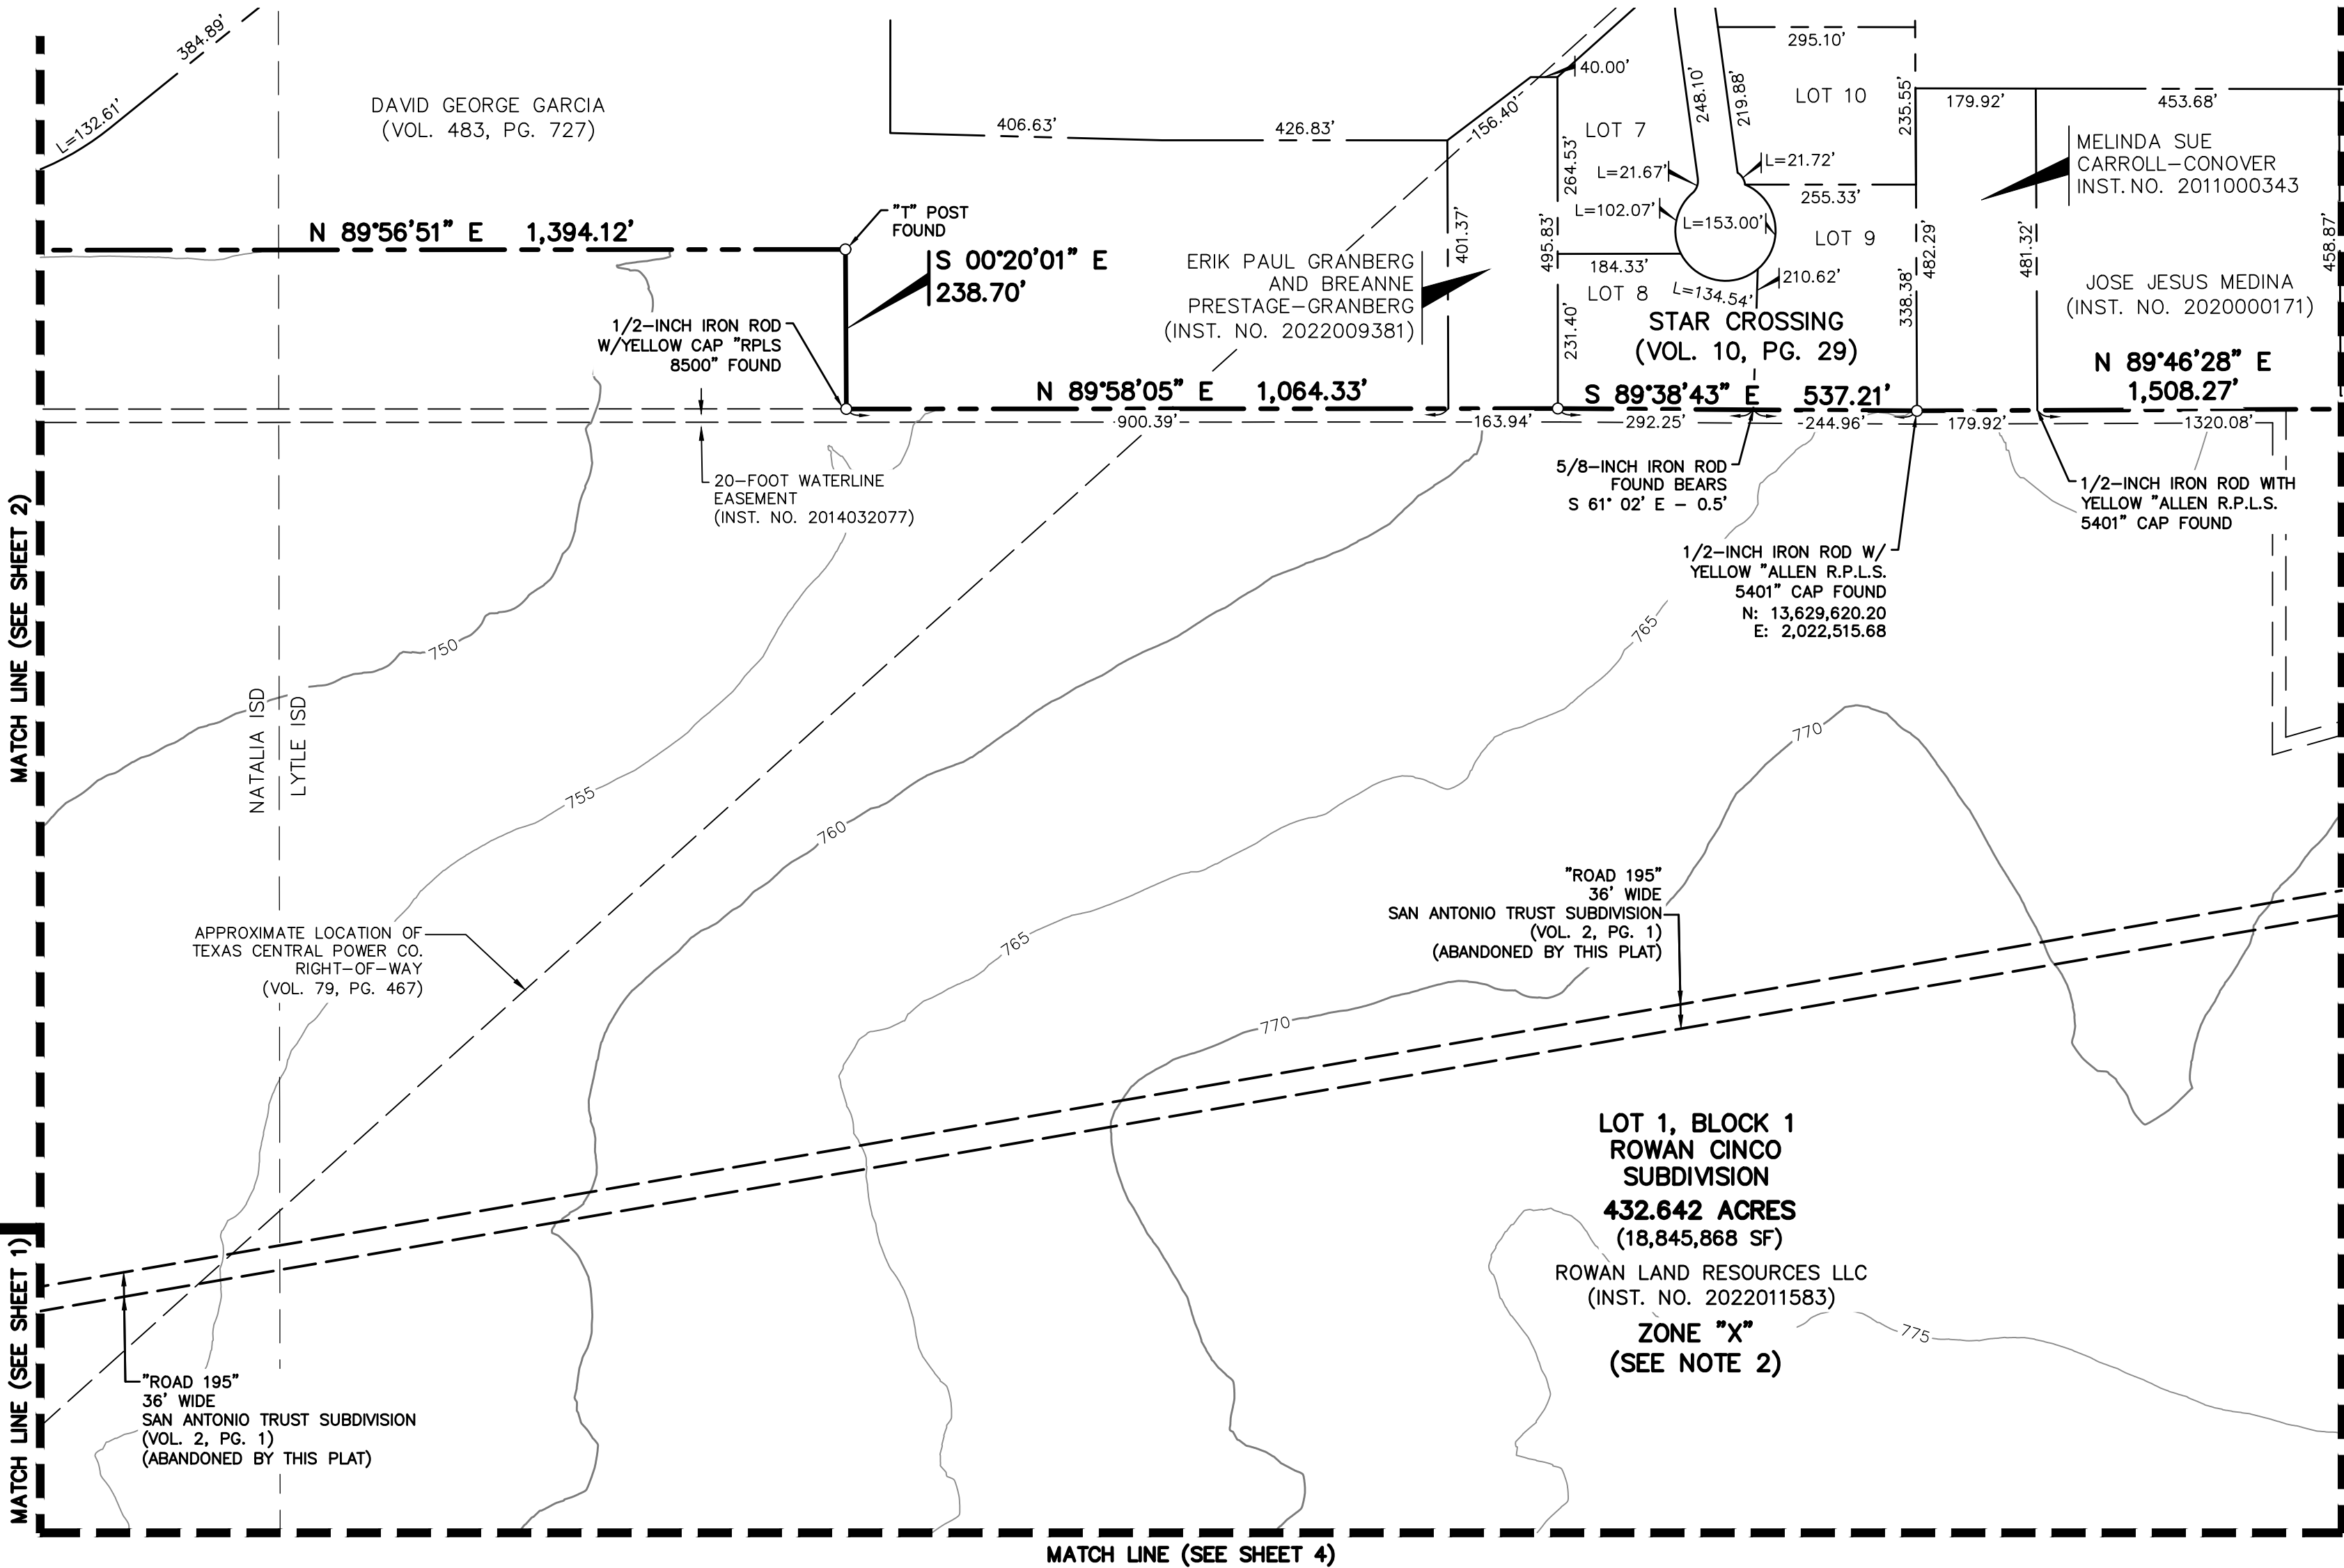 384.89'
L=132.61'
DAVID GEORGE GARCIA
(VOL. 483, PG. 727)
406.63'
426.83'
-156.40'-
40.00'
LOT 7
248.10'
219.88'
295.10'
LOT 10
235.55'
179.92'
453.68'
MELINDA SUE
CARROLL-CONOVER
INST. NO. 2011000343
264.53'
L=21.67'
L=21.72'
255.33'
L=102.07'
L=153.00'
LOT 9
N 89°56'51" E 1,394.12'
"T" POST
FOUND
S 00°20'01" E
238.70'
ERIK PAUL GRANBERG
AND BREANNE
PRESTAGE-GRANBERG
(INST. NO. 2022009381)
401.37'
495.83'
184.33'
LOT 8
L=134.54'
210.62'
482.29'
481.32'
458.87'
JOSE JESUS MEDINA
(INST. NO. 2020000171)
1/2-INCH IRON ROD
W/YELLOW CAP "RPLS
8500" FOUND
231.40'
STAR CROSSING
(VOL. 10, PG. 29)
338.38'
N 89°46'28" E
1,508.27'
N 89°58'05" E 1,064.33'
S 89°38'43" E 537.21'
900.39'
163.94'
292.25'
-244.96'
179.92'
1320.08'
20-FOOT WATERLINE
EASEMENT
(INST. NO. 2014032077)
5/8-INCH IRON ROD
FOUND BEARS
S 61° 02' E - 0.5'
1/2-INCH IRON ROD WITH
YELLOW "ALLEN R.P.L.S.
5401" CAP FOUND
1/2-INCH IRON ROD W/
YELLOW "ALLEN R.P.L.S.
5401" CAP FOUND
N: 13,629,620.20
E: 2,022,515.68
MATCH LINE (SEE SHEET 2)
750
765
NATALIA ISD
LYTLE ISD
770
755
760
"ROAD 195"
36' WIDE
SAN ANTONIO TRUST SUBDIVISION
(VOL. 2, PG. 1)
(ABANDONED BY THIS PLAT)
APPROXIMATE LOCATION OF
TEXAS CENTRAL POWER CO.
RIGHT-OF-WAY
(VOL. 79, PG. 467)
765
770
LOT 1, BLOCK 1
ROWAN CINCO
SUBDIVISION
432.642 ACRES
(18,845,868 SF)
ROWAN LAND RESOURCES LLC
(INST. NO. 2022011583)
ZONE "X"
(SEE NOTE 2)
775
MATCH LINE (SEE SHEET 1)
"ROAD 195"
36' WIDE
SAN ANTONIO TRUST SUBDIVISION
(VOL. 2, PG. 1)
(ABANDONED BY THIS PLAT)
MATCH LINE (SEE SHEET 4)